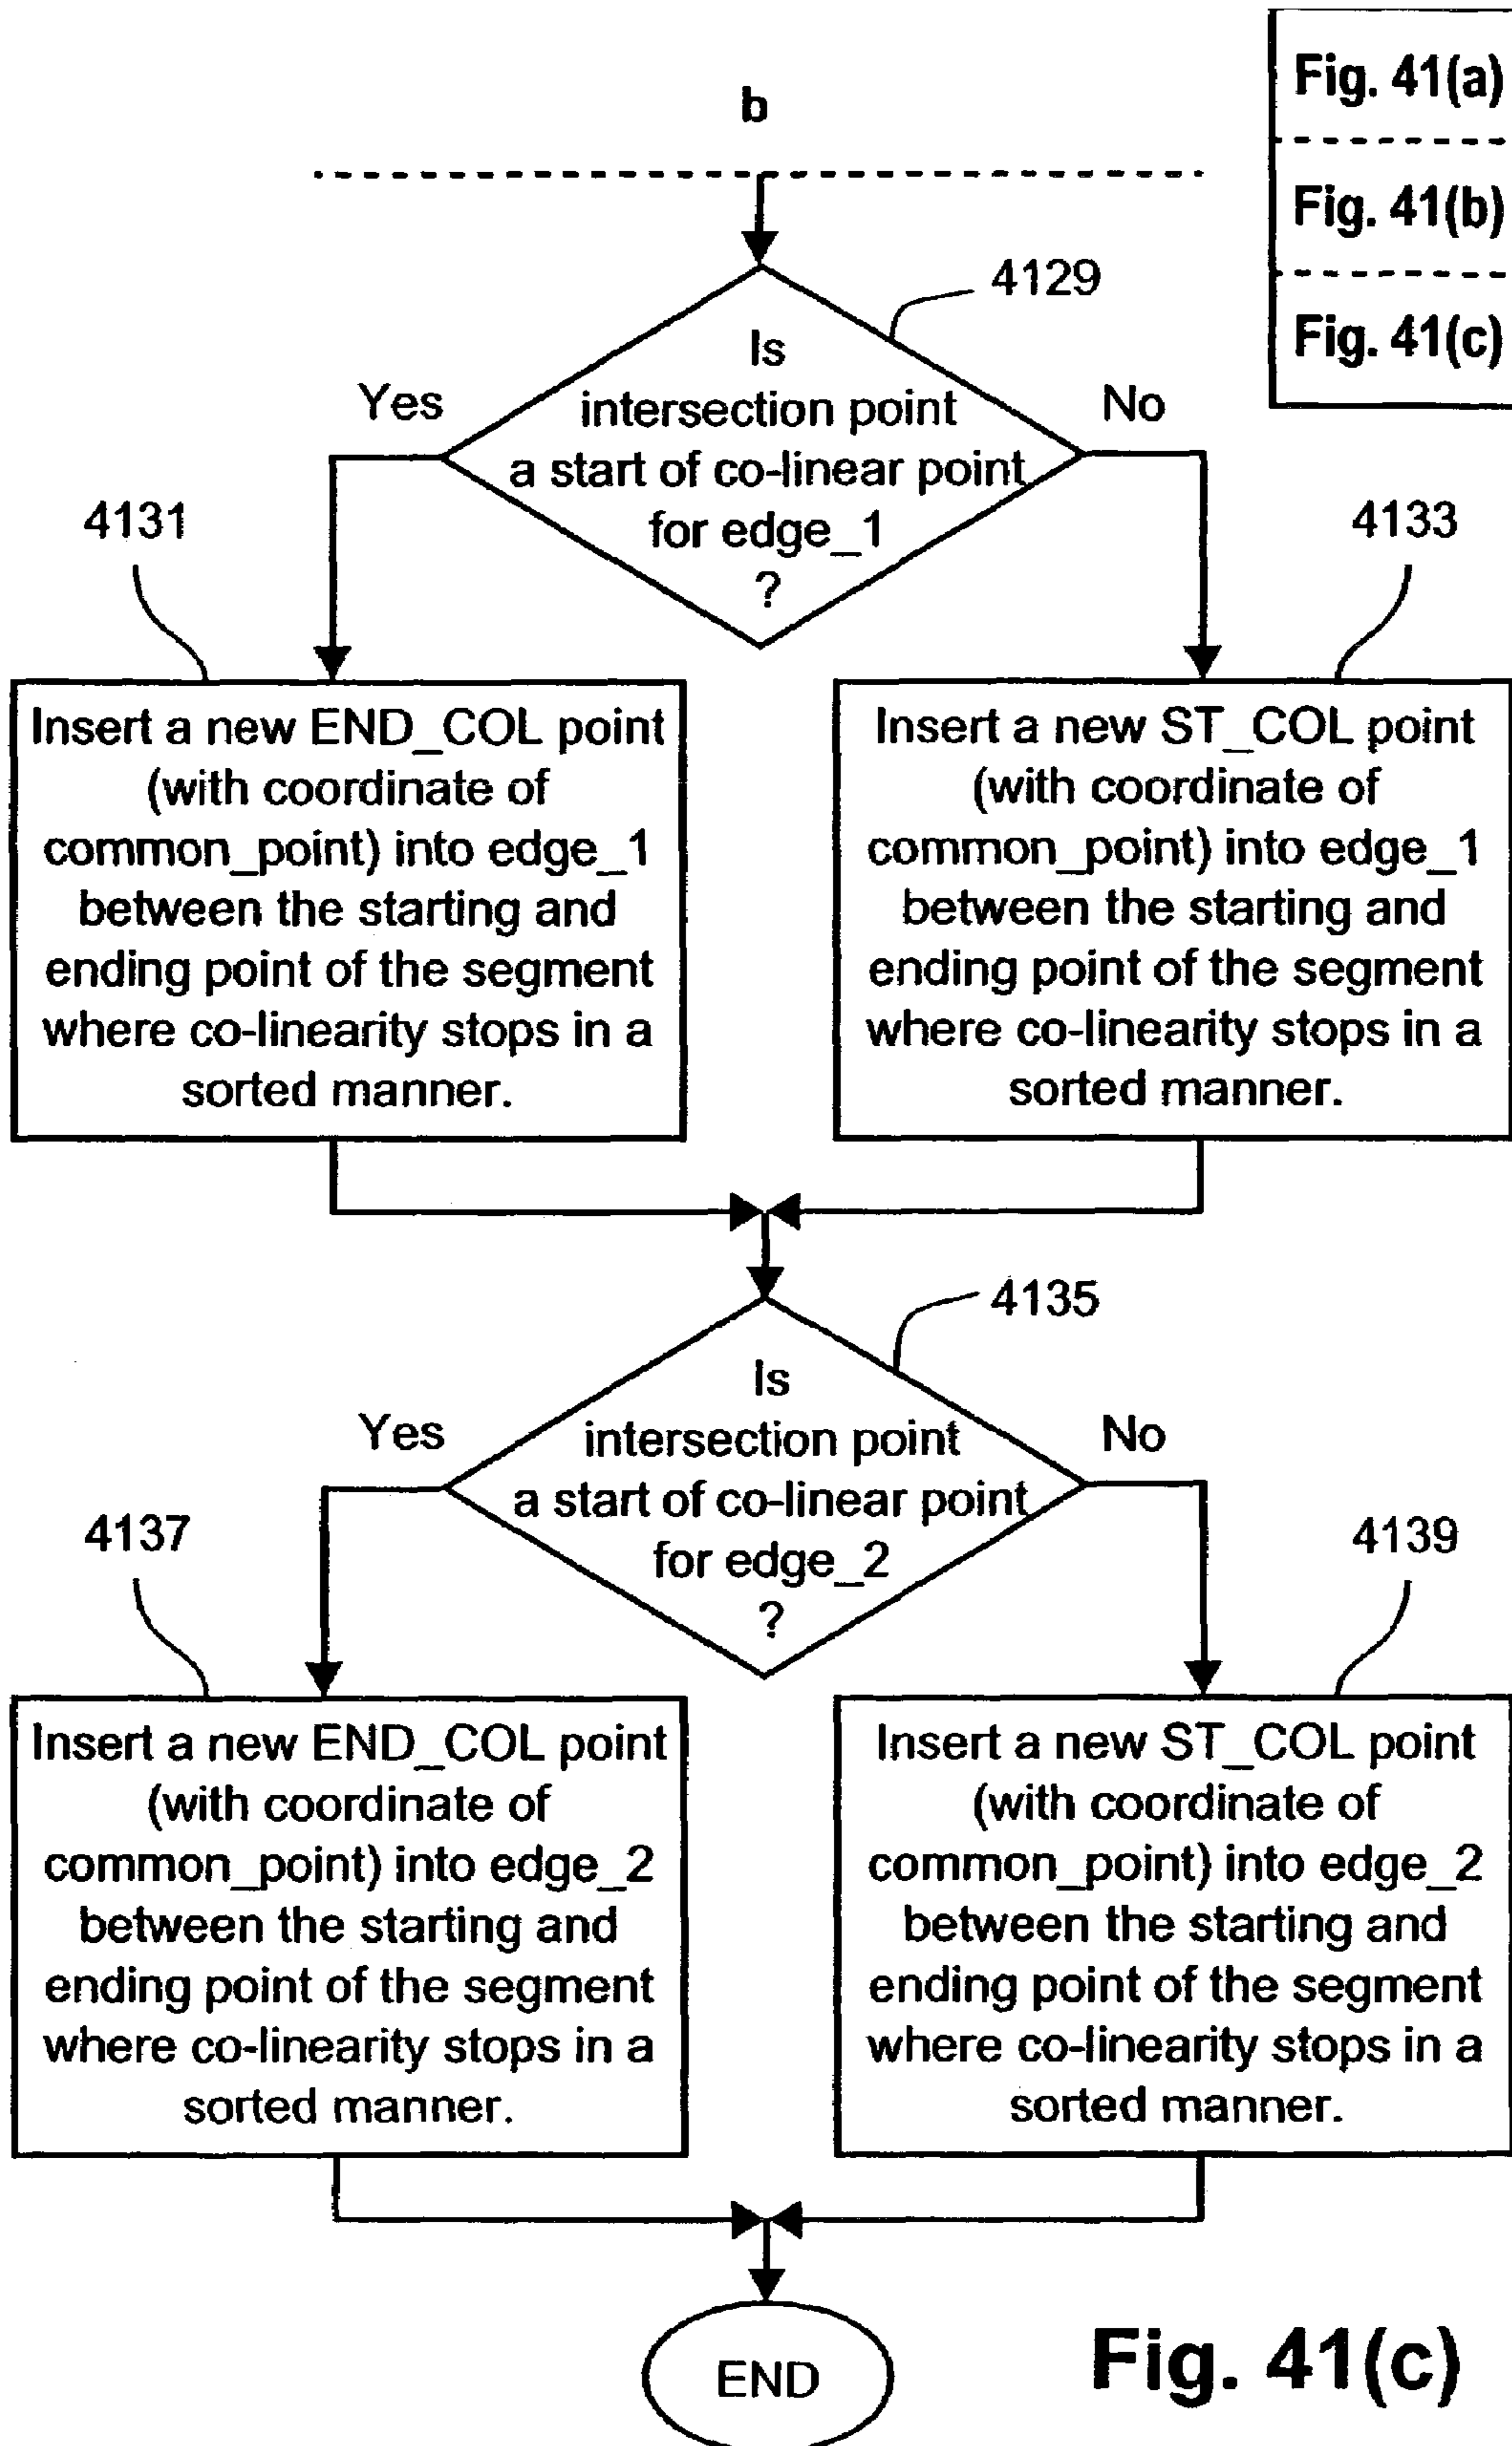 Fig. 41(a)
Fig. 41(b)
Fig. 41(c)
b
4129
Is
intersection point
a start of co-linear point
for edge_1
?
Yes
No
4131
4133
Insert a new END_COL point
(with coordinate of
common_point) into edge_1
between the starting and
ending point of the segment
where co-linearity stops in a
sorted manner.
Insert a new ST_COL point
(with coordinate of
common_point) into edge_1
between the starting and
ending point of the segment
where co-linearity stops in a
sorted manner.
4135
Is
intersection point
a start of co-linear point
for edge_2
?
Yes
No
4137
4139
Insert a new END_COL point
(with coordinate of
common_point) into edge_2
between the starting and
ending point of the segment
where co-linearity stops in a
sorted manner.
Insert a new ST_COL point
(with coordinate of
common_point) into edge_2
between the starting and
ending point of the segment
where co-linearity stops in a
sorted manner.
END
Fig. 41(c)